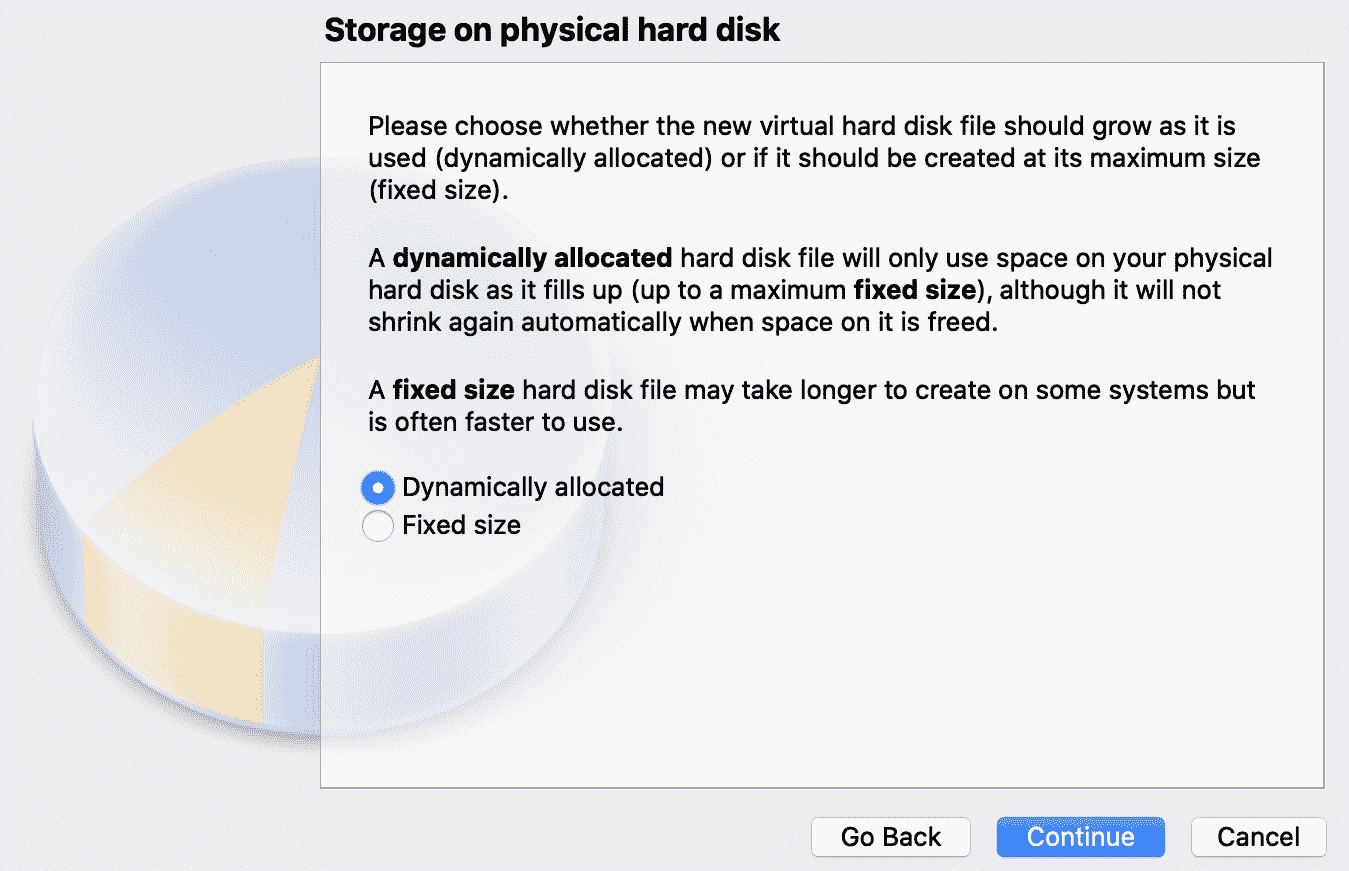 Storage on physical hard disk
Please choose whether the new virtual hard disk file should grow as it is
used (dynamically allocated) or if it should be created at its maximum size
(fixed size).
A dynamically allocated hard disk file will only use space on your physical
hard disk as it fills up (up to a maximum fixed size), although it will not
shrink again automatically when space on it is freed.
A fixed size hard disk file may take longer to create on some systems but
is often faster to use.
Dynamically allocated
Fixed size
Go Back
Continue
Cancel